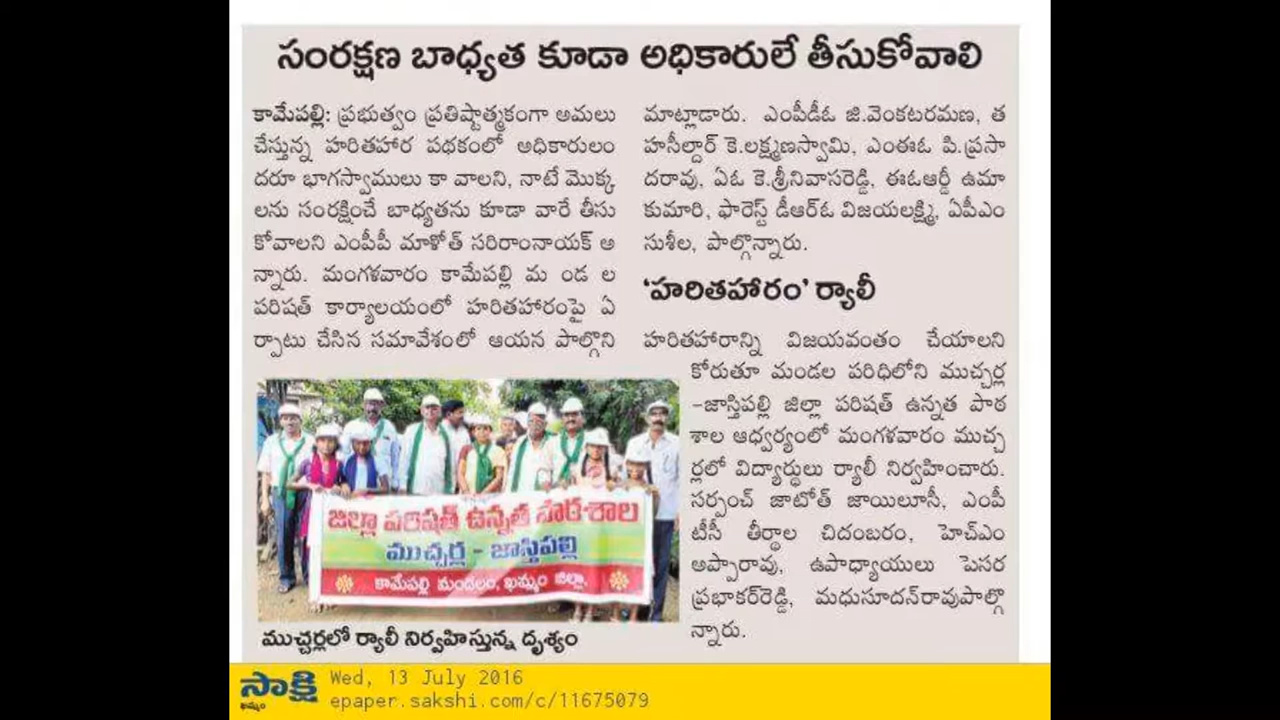 సంరక్షణ బాధ్యత కూడా అధికారులే తీసుకోవాలి
కామేపల్లి: ప్రభుత్వం ప్రతిష్టాత్మకంగా అమలు
చేస్తున్న హరితహార పథకంలో అధికారులం
దరూ భాగస్వాములు కా వాలని, నాటే మొక్క
లను సంరక్షించే బాధ్యతను కూడా వారే తీసు
కోవాలని ఎంపీపీ మాళోత్ సరిరాంనాయక్ అ
న్నారు. మంగళవారం కామేపల్లి మ ండ ల
పరిషత్ కార్యాలయంలో హరితహారంపై ఏ
ర్పాటు చేసిన సమావేశంలో ఆయన పాల్గొని
మాట్లాడారు. ఎంపీడీఓ జి.వెంకటరమణ, త
హసీల్దార్ కె.లక్ష్మణస్వామి, ఎంఈఓ పి.ప్రసా
దరావు, ఏఓ కె.శ్రీనివాసరెడ్డి, ఈఓఆర్డీ ఉమా
కుమారి, ఫారెస్ట్ డీఆర్ఓ విజయలక్ష్మి, ఏపీఎం
సుశీల, పాల్గొన్నారు.
‘హరితహారం’ ర్యాలీ
హరితహారాన్ని విజయవంతం చేయాలని
కోరుతూ మండల పరిధిలోని ముచ్చర్ల
-జాస్తిపల్లి జిల్లా పరిషత్ ఉన్నత పాఠ
శాల ఆధ్వర్యంలో మంగళవారం ముచ్చ
ర్లలో విద్యార్థులు ర్యాలీ నిర్వహించారు.
సర్పంచ్ జాటోత్ జాయిలూసీ, ఎంపీ
టీసీ తీర్థాల చిదంబరం, హెచ్ఎం
అప్పారావు, ఉపాధ్యాయులు పెసర
ప్రభాకర్‌రెడ్డి, మధుసూదన్‌రావుపాల్గొ
న్నారు.
జిల్లా పరిషత్ ఉన్నత పాఠశాల
ముచ్చర్ల - జాస్తిపల్లి
కామేపల్లి మండలం, ఖమ్మం జిల్లా.
ముచ్చర్లలో ర్యాలీ నిర్వహిస్తున్న దృశ్యం
సాక్షి
ఖమ్మం
Wed, 13 July 2016
epaper.sakshi.com/c/11675079